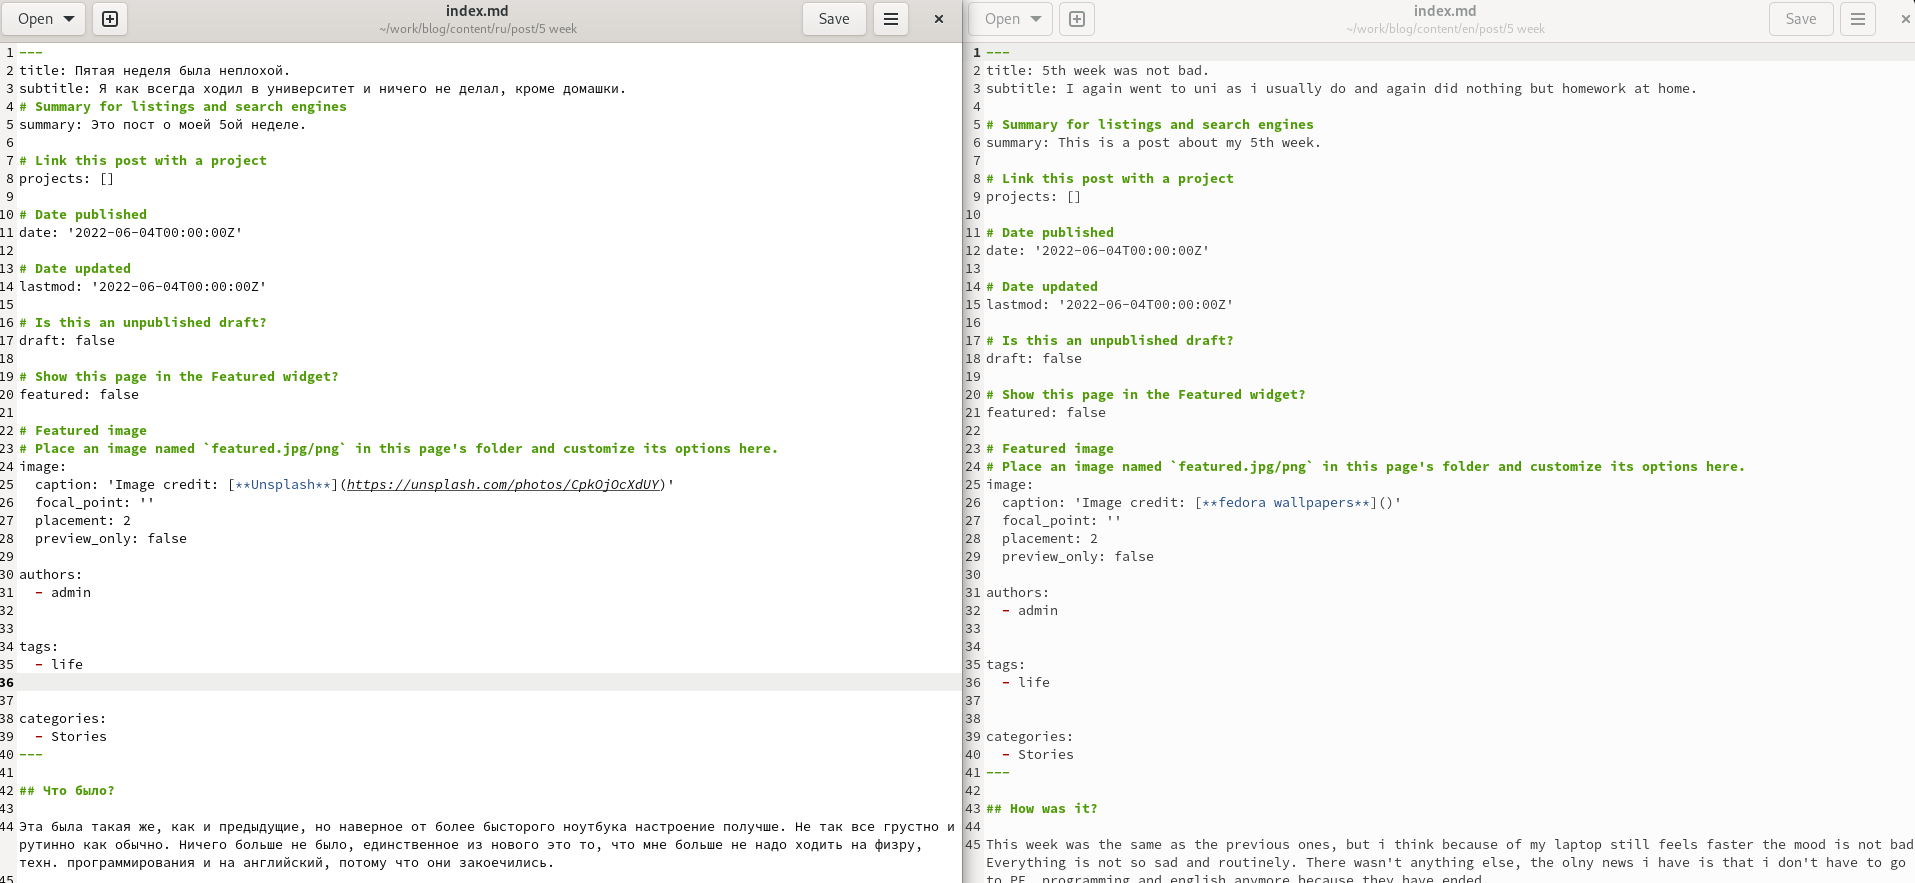 Open
index.md
~/work/blog/content/ru/post/5 week
Save
1 ---
2 title: Пятая неделя была неплохой.
3 subtitle: Я как всегда ходил в университет и ничего не делал, кроме домашки.
4 # Summary for listings and search engines
5 summary: Это пост о моей 5ой неделе.
6
7 # Link this post with a project
8 projects: []
9
10 # Date published
11 date: '2022-06-04T00:00:00Z'
12
13 # Date updated
14 lastmod: '2022-06-04T00:00:00Z'
15
16 # Is this an unpublished draft?
17 draft: false
18
19 # Show this page in the Featured widget?
20 featured: false
21
22 # Featured image
23 # Place an image named `featured.jpg/png` in this page's folder and customize its options here.
24 image:
25   caption: 'Image credit: [**Unsplash**](https://unsplash.com/photos/CpkOjOcXdUY)'
26   focal_point: ''
27   placement: 2
28   preview_only: false
29
30 authors:
31   - admin
32
33
34 tags:
35   - life
36
37
38 categories:
39   - Stories
40 ---
41
42 ## Что было?
43
44 Эта была такая же, как и предыдущие, но наверное от более бысторого ноутбука настроение получше. Не так все грустно и
рутинно как обычно. Ничего больше не было, единственное из нового это то, что мне больше не надо ходить на физру,
техн. программирования и на английский, потому что они закоечились.
45
Open
index.md
~/work/blog/content/en/post/5 week
Save
1 ---
2 title: 5th week was not bad.
3 subtitle: I again went to uni as i usually do and again did nothing but homework at home.
4
5 # Summary for listings and search engines
6 summary: This is a post about my 5th week.
7
8 # Link this post with a project
9 projects: []
10
11 # Date published
12 date: '2022-06-04T00:00:00Z'
13
14 # Date updated
15 lastmod: '2022-06-04T00:00:00Z'
16
17 # Is this an unpublished draft?
18 draft: false
19
20 # Show this page in the Featured widget?
21 featured: false
22
23 # Featured image
24 # Place an image named `featured.jpg/png` in this page's folder and customize its options here.
25 image:
26   caption: 'Image credit: [**fedora wallpapers**]()'
27   focal_point: ''
28   placement: 2
29   preview_only: false
30
31 authors:
32   - admin
33
34
35 tags:
36   - life
37
38
39 categories:
40   - Stories
41 ---
42
43 ## How was it?
44
45 This week was the same as the previous ones, but i think because of my laptop still feels faster the mood is not bad
Everything is not so sad and routinely. There wasn't anything else, the olny news i have is that i don't have to go
to PE, programming and english anymore because they have ended.